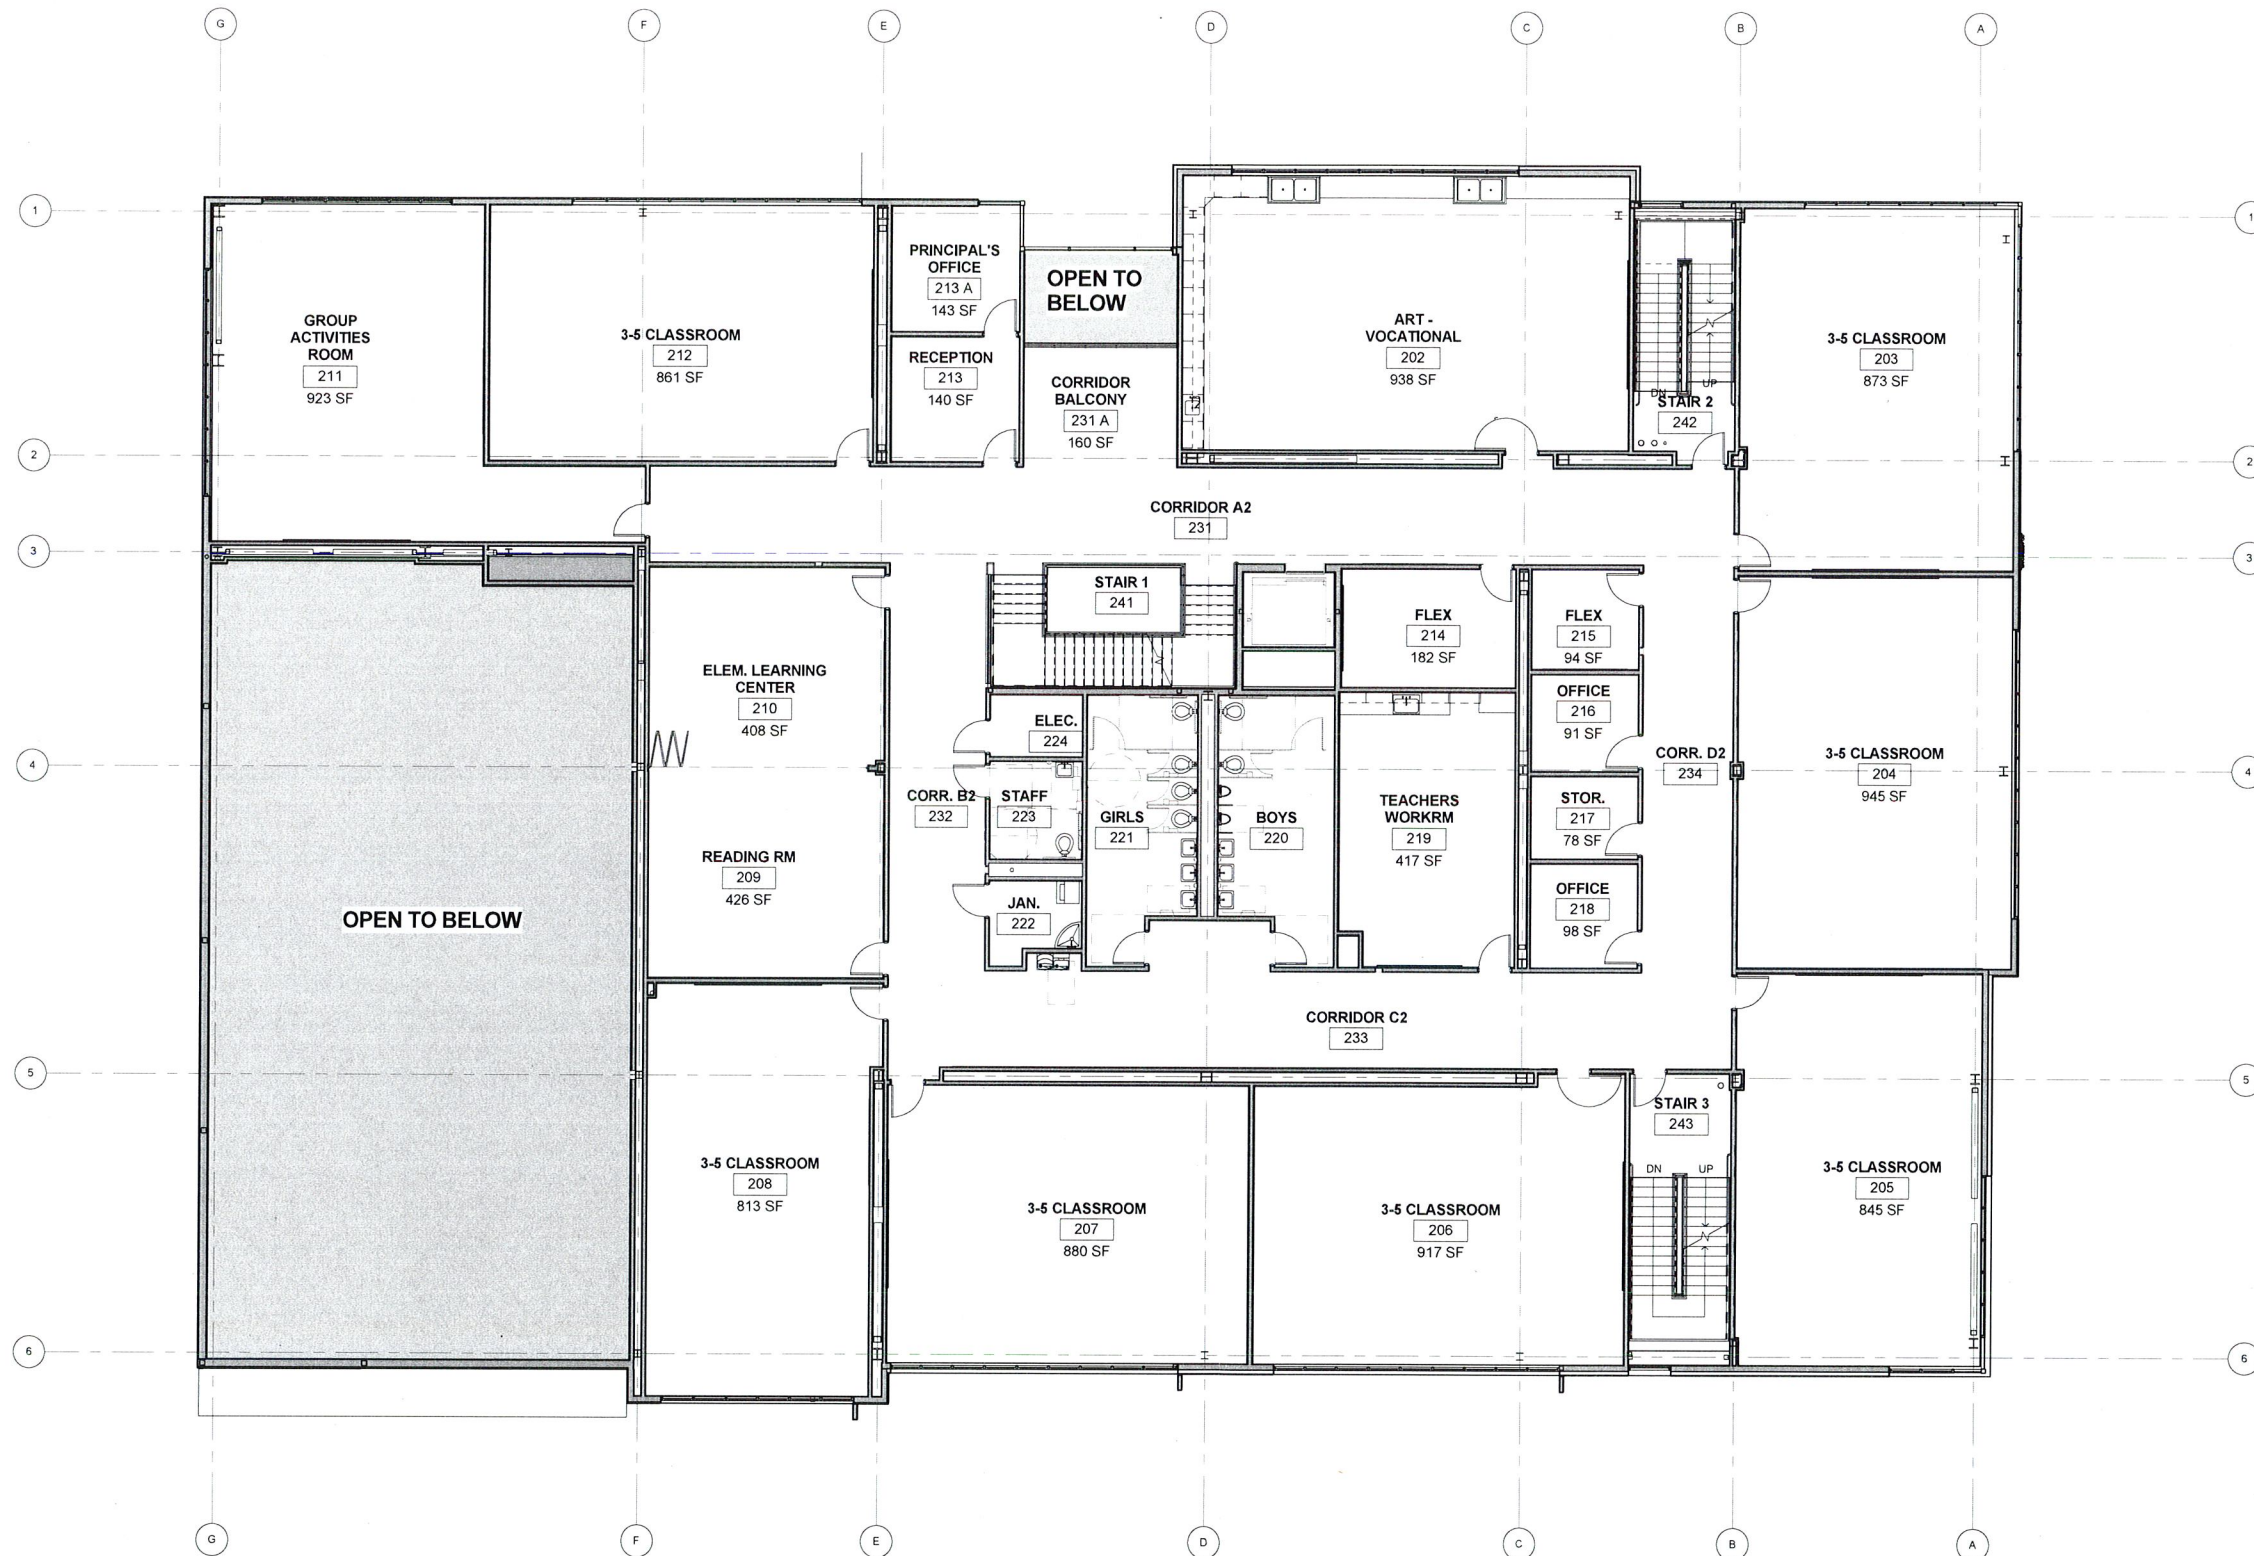 G
F
E
D
C
B
A
1
1
PRINCIPAL'S
OFFICE
213 A
143 SF
OPEN TO
BELOW
GROUP
ACTIVITIES
ROOM
211
923 SF
3-5 CLASSROOM
212
861 SF
RECEPTION
213
140 SF
CORRIDOR
BALCONY
231 A
160 SF
ART -
VOCATIONAL
202
938 SF
DN
UP
STAIR 2
242
3-5 CLASSROOM
203
873 SF
2
2
CORRIDOR A2
231
3
3
STAIR 1
241
FLEX
214
182 SF
FLEX
215
94 SF
ELEM. LEARNING
CENTER
210
408 SF
OFFICE
216
91 SF
ELEC.
224
4
4
CORR. B2
232
STAFF
223
GIRLS
221
BOYS
220
TEACHERS
WORKRM
219
417 SF
STOR.
217
78 SF
CORR. D2
234
3-5 CLASSROOM
204
945 SF
READING RM
209
426 SF
OPEN TO BELOW
JAN.
222
OFFICE
218
98 SF
CORRIDOR C2
233
5
5
STAIR 3
243
DN
UP
3-5 CLASSROOM
208
813 SF
3-5 CLASSROOM
207
880 SF
3-5 CLASSROOM
206
917 SF
3-5 CLASSROOM
205
845 SF
6
6
G
F
E
D
C
B
A